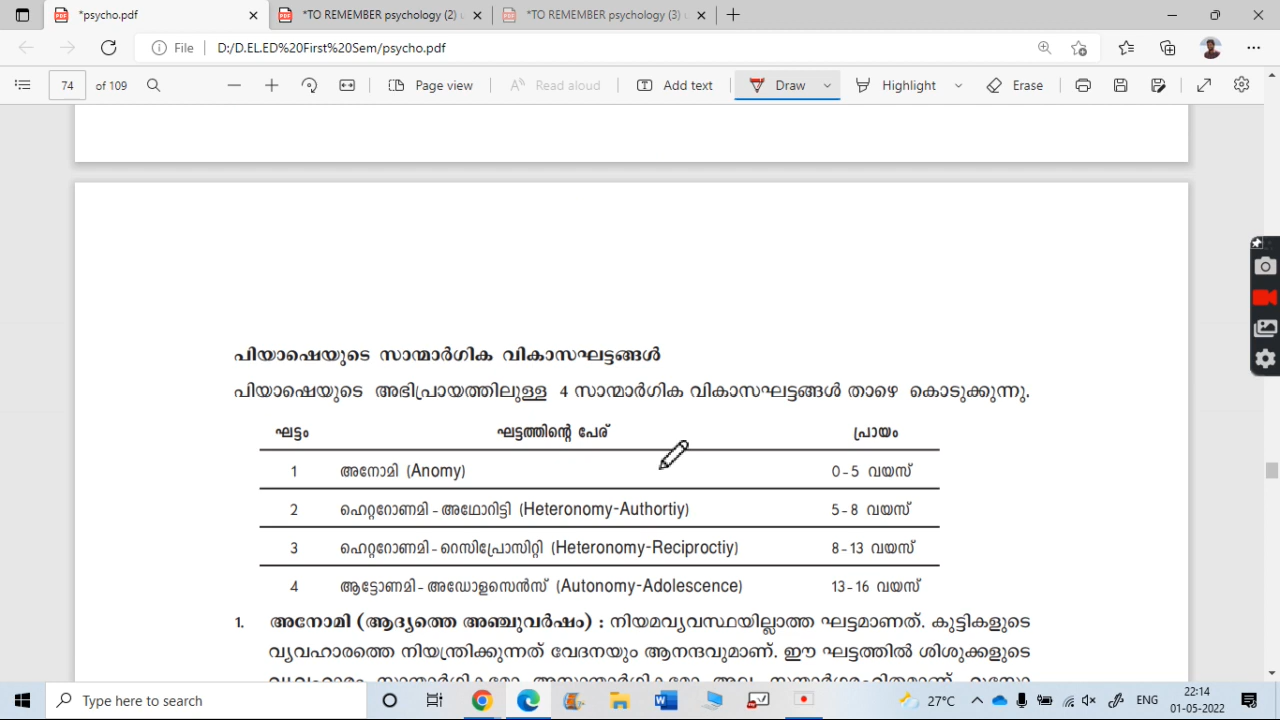 *psycho.pdf
*TO REMEMBER psychology (2) (
*TO REMEMBER psychology (3) (
File
D:/D.EL.ED%20First%20Sem/psycho.pdf
74 of 109
Page view
Read aloud
Add text
Draw
Highlight
Erase
പിയാഷെയുടെ സാന്മാർഗിക വികാസഘട്ടങ്ങൾ
പിയാഷെയുടെ അഭിപ്രായത്തിലുള്ള 4 സാന്മാർഗിക വികാസഘട്ടങ്ങൾ താഴെ കൊടുക്കുന്നു.
ഘട്ടം ഘട്ടത്തിന്റെ പേര് പ്രായം
1 അനോമി (Anomy) 0-5 വയസ്
2 ഹെറ്ററോണമി - അഥോറിട്ടി (Heteronomy-Authortiy) 5-8 വയസ്
3 ഹെറ്ററോണമി - റെസിപ്രോസിറ്റി (Heteronomy-Reciproctiy) 8-13 വയസ്
4 ആട്ടോണമി - അഡോളസെൻസ് (Autonomy-Adolescence) 13-16 വയസ്
1. അനോമി (ആദ്യത്തെ അഞ്ചുവർഷം) : നിയമവ്യവസ്ഥയില്ലാത്ത ഘട്ടമാണത്. കുട്ടികളുടെ
വ്യവഹാരത്തെ നിയന്ത്രിക്കുന്നത് വേദനയും ആനന്ദവുമാണ്. ഈ ഘട്ടത്തിൽ ശിശുക്കളുടെ
Type here to search
27°C
ENG
22:14
01-05-2022